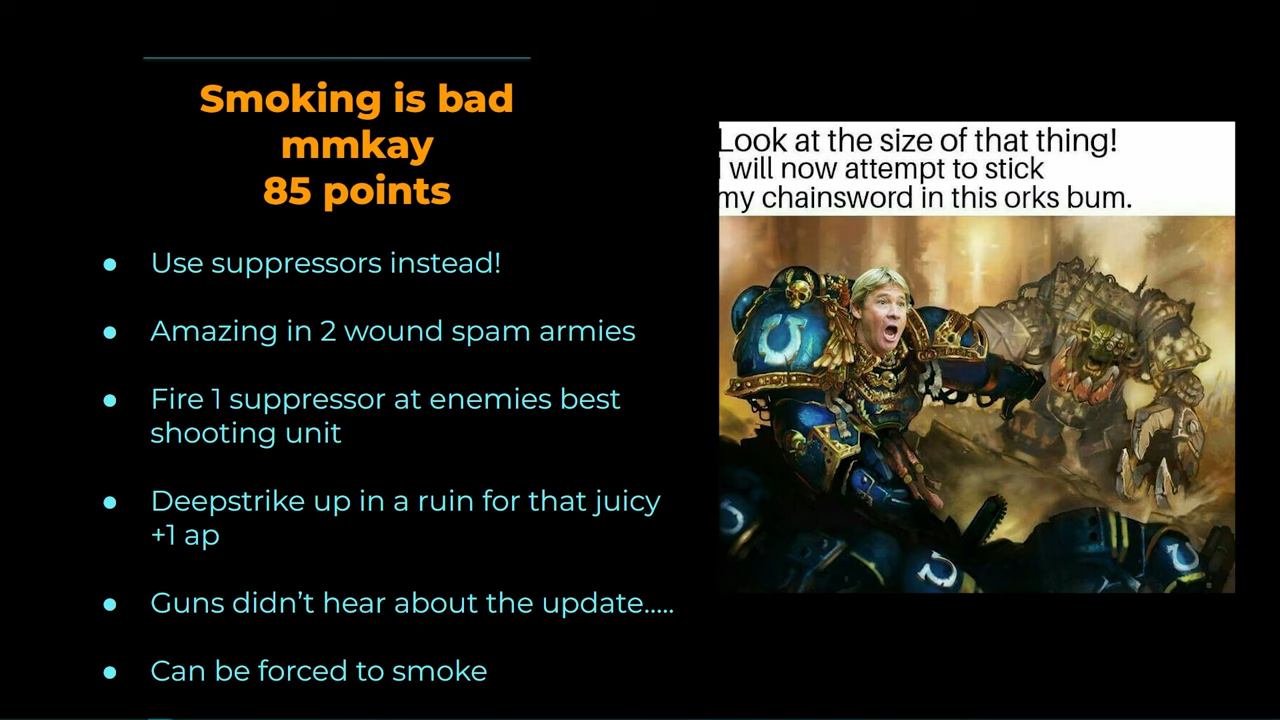 Smoking is bad
mmkay
85 points
● Use suppressors instead!
● Amazing in 2 wound spam armies
● Fire 1 suppressor at enemies best
shooting unit
● Deepstrike up in a ruin for that juicy
+1 ap
● Guns didn’t hear about the update.....
● Can be forced to smoke
Look at the size of that thing!
I will now attempt to stick
my chainsword in this orks bum.